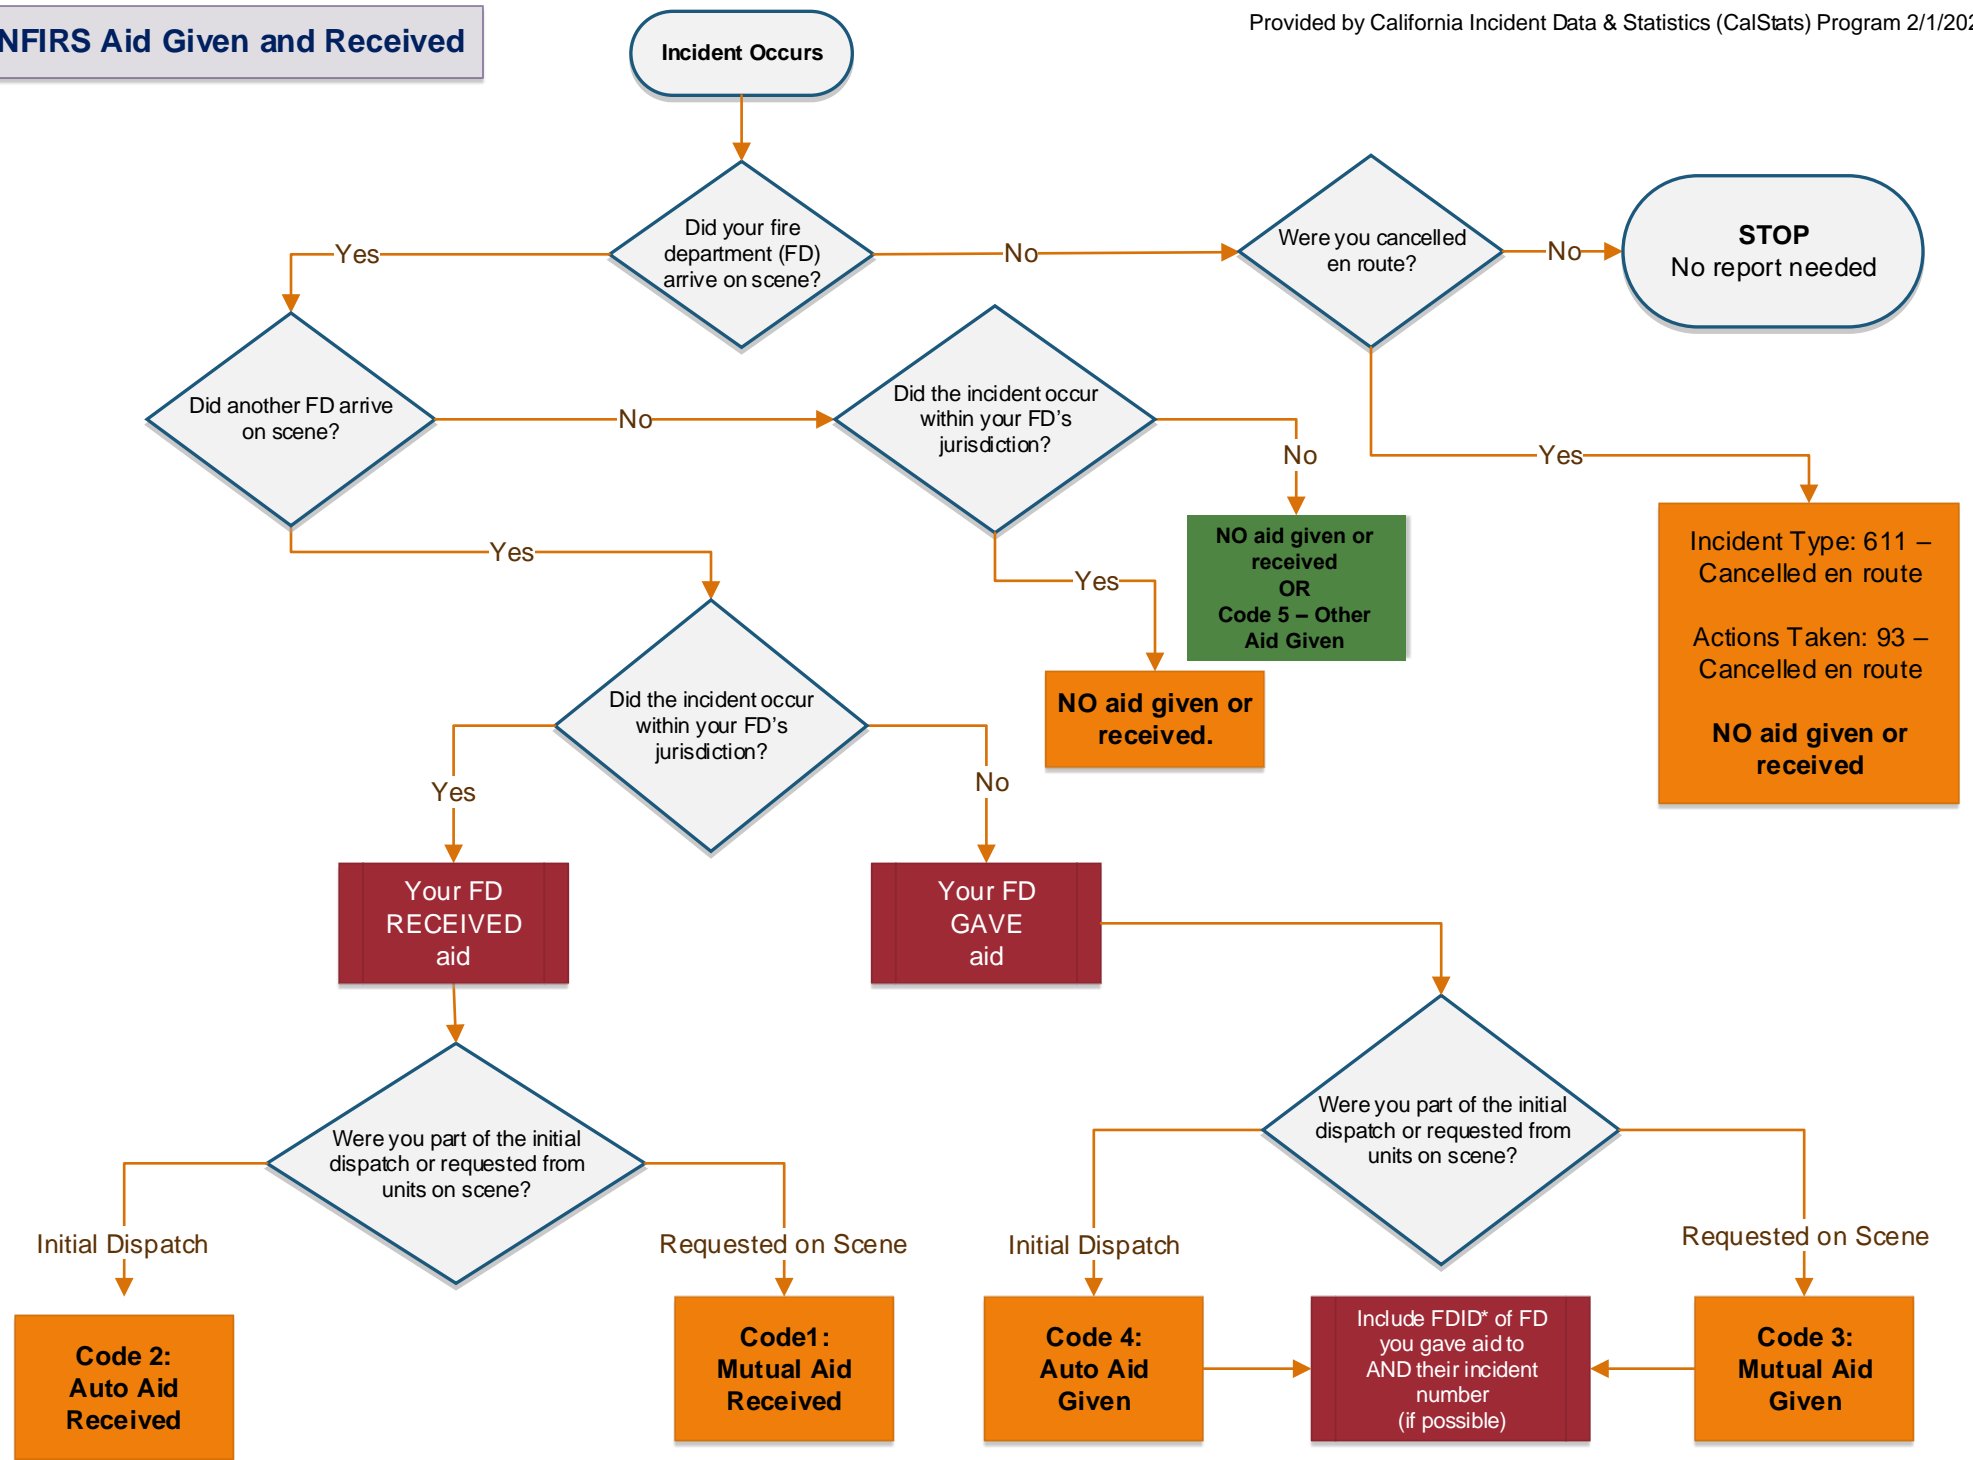 NFIRS Aid Given and Received
Provided by California Incident Data & Statistics (CalStats) Program 2/1/202
Incident Occurs
Did your fire
department (FD)
arrive on scene?
Yes
No
Were you cancelled
en route?
No
STOP
No report needed
Yes
Incident Type: 611 –
Cancelled en route
Actions Taken: 93 –
Cancelled en route
NO aid given or
received
Did another FD arrive
on scene?
No
Did the incident occur
within your FD's
jurisdiction?
No
NO aid given or
received
OR
Code 5 – Other
Aid Given
Yes
NO aid given or
received.
Yes
Did the incident occur
within your FD's
jurisdiction?
Yes
No
Your FD
RECEIVED
aid
Your FD
GAVE
aid
Were you part of the initial
dispatch or requested from
units on scene?
Initial Dispatch
Requested on Scene
Code 2:
Auto Aid
Received
Code1:
Mutual Aid
Received
Were you part of the initial
dispatch or requested from
units on scene?
Initial Dispatch
Requested on Scene
Code 4:
Auto Aid
Given
Include FDID* of FD
you gave aid to
AND their incident
number
(if possible)
Code 3:
Mutual Aid
Given